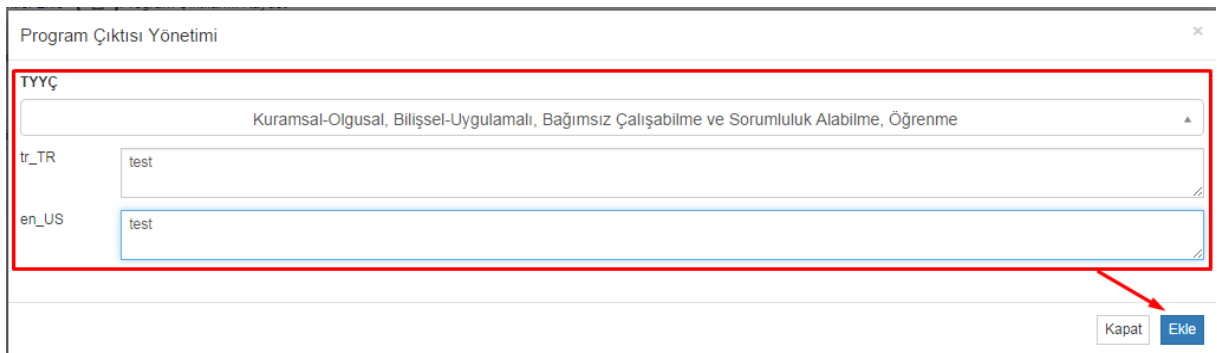 Program Çıktısı Yönetimi
×
TYYÇ
Kuramsal-Olgusal, Bilişsel-Uygulamalı, Bağımsız Çalışabilme ve Sorumluluk Alabilme, Öğrenme
tr_TR
test
en_US
test
Kapat Ekle